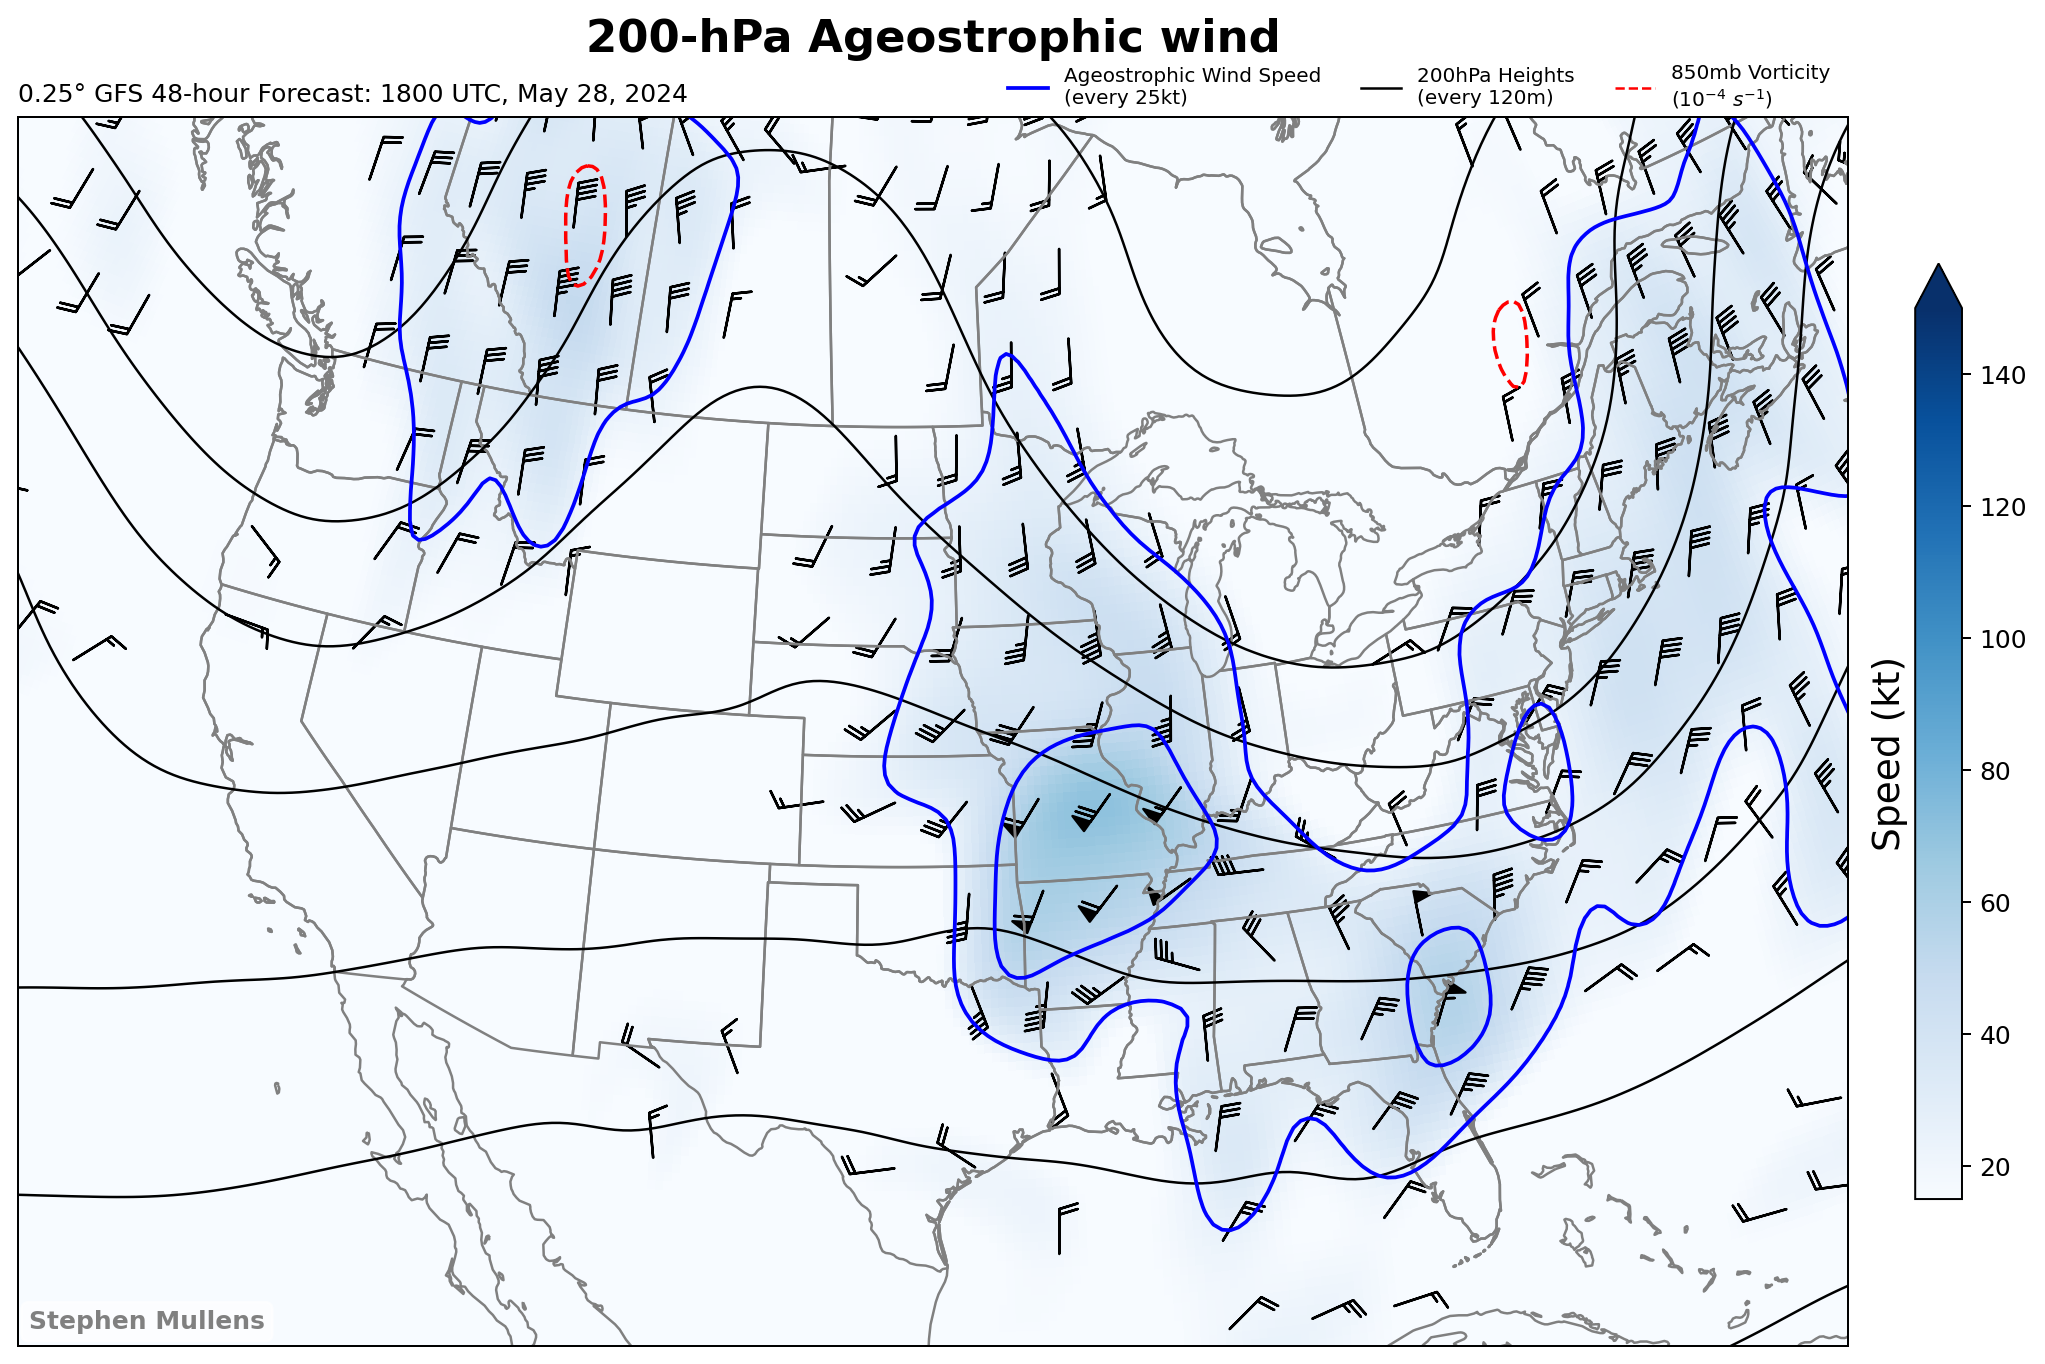 200-hPa Ageostrophic wind
0.25° GFS 48-hour Forecast: 1800 UTC, May 28, 2024
Ageostrophic Wind Speed
(every 25kt)
200hPa Heights
(every 120m)
850mb Vorticity
(10⁻⁴ s⁻¹)
140
120
100
80
60
40
20
Speed (kt)
Stephen Mullens